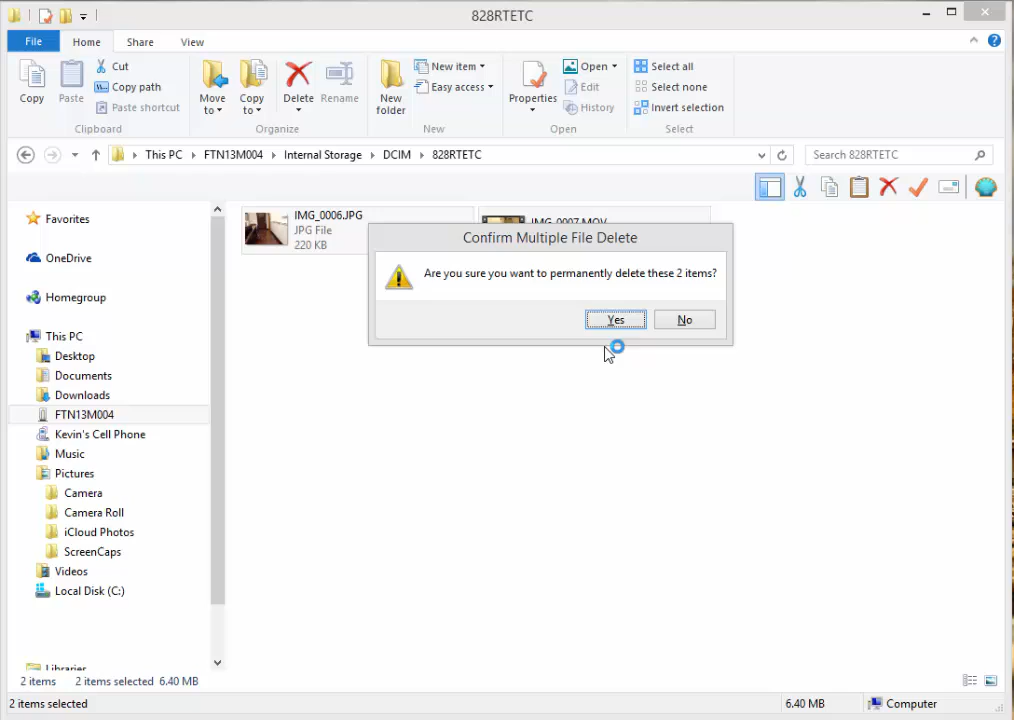 828RTETC
File Home Share View
Copy
Paste
Cut
Copy path
Paste shortcut
Clipboard
Move to
Copy to
Delete
Rename
Organize
New folder
New item
Easy access
New
Properties
Open
Edit
History
Open
Select all
Select none
Invert selection
Select
This PC FTN13M004 Internal Storage DCIM 828RTETC
Search 828RTETC
Favorites
OneDrive
Homegroup
This PC
Desktop
Documents
Downloads
FTN13M004
Kevin's Cell Phone
Music
Pictures
Camera
Camera Roll
iCloud Photos
ScreenCaps
Videos
Local Disk (C:)
Libraries
IMG_0006.JPG
JPG File
220 KB
IMG_0007.MOV
Confirm Multiple File Delete
Are you sure you want to permanently delete these 2 items?
Yes No
2 items 2 items selected 6.40 MB
2 items selected 6.40 MB Computer